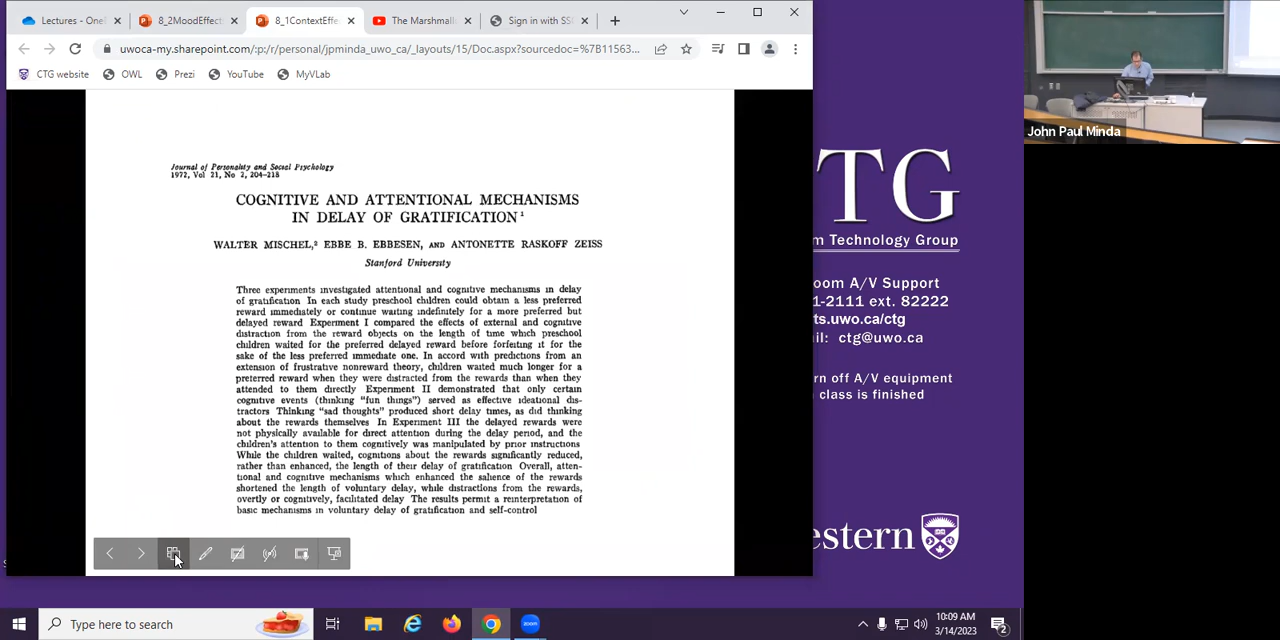 Lectures - One
8_2MoodEffect
8_1ContextEffe
The Marshmall
Sign in with SS
uwoca-my.sharepoint.com/:p:/r/personal/jpminda_uwo_ca/_layouts/15/Doc.aspx?sourcedoc=%7B11563...
CTG website
OWL
Prezi
YouTube
MyVLab
Journal of Personality and Social Psychology
1972, Vol 21, No 2, 204-218
COGNITIVE AND ATTENTIONAL MECHANISMS
IN DELAY OF GRATIFICATION 1
WALTER MISCHEL,2 EBBE B. EBBESEN, AND ANTONETTE RASKOFF ZEISS
Stanford University
Three experiments investigated attentional and cognitive mechanisms in delay
of gratification In each study preschool children could obtain a less preferred
reward immediately or continue waiting indefinitely for a more preferred but
delayed reward Experiment I compared the effects of external and cognitive
distraction from the reward objects on the length of time which preschool
children waited for the preferred delayed reward before forfeiting it for the
sake of the less preferred immediate one. In accord with predictions from an
extension of frustrative nonreward theory, children waited much longer for a
preferred reward when they were distracted from the rewards than when they
attended to them directly Experiment II demonstrated that only certain
cognitive events (thinking "fun things") served as effective ideational dis-
tractors Thinking "sad thoughts" produced short delay times, as did thinking
about the rewards themselves In Experiment III the delayed rewards were
not physically available for direct attention during the delay period, and the
children's attention to them cognitively was manipulated by prior instructions
While the children waited, cognitions about the rewards significantly reduced,
rather than enhanced, the length of their delay of gratification Overall, atten-
tional and cognitive mechanisms which enhanced the salience of the rewards
shortened the length of voluntary delay, while distractions from the rewards,
overtly or cognitively, facilitated delay The results permit a reinterpretation of
basic mechanisms in voluntary delay of gratification and self-control
TG
m Technology Group
oom A/V Support
1-2111 ext. 82222
ts.uwo.ca/ctg
il: ctg@uwo.ca
rn off A/V equipment
class is finished
estern
John Paul Minda
Type here to search
10:09 AM
3/14/2023
2